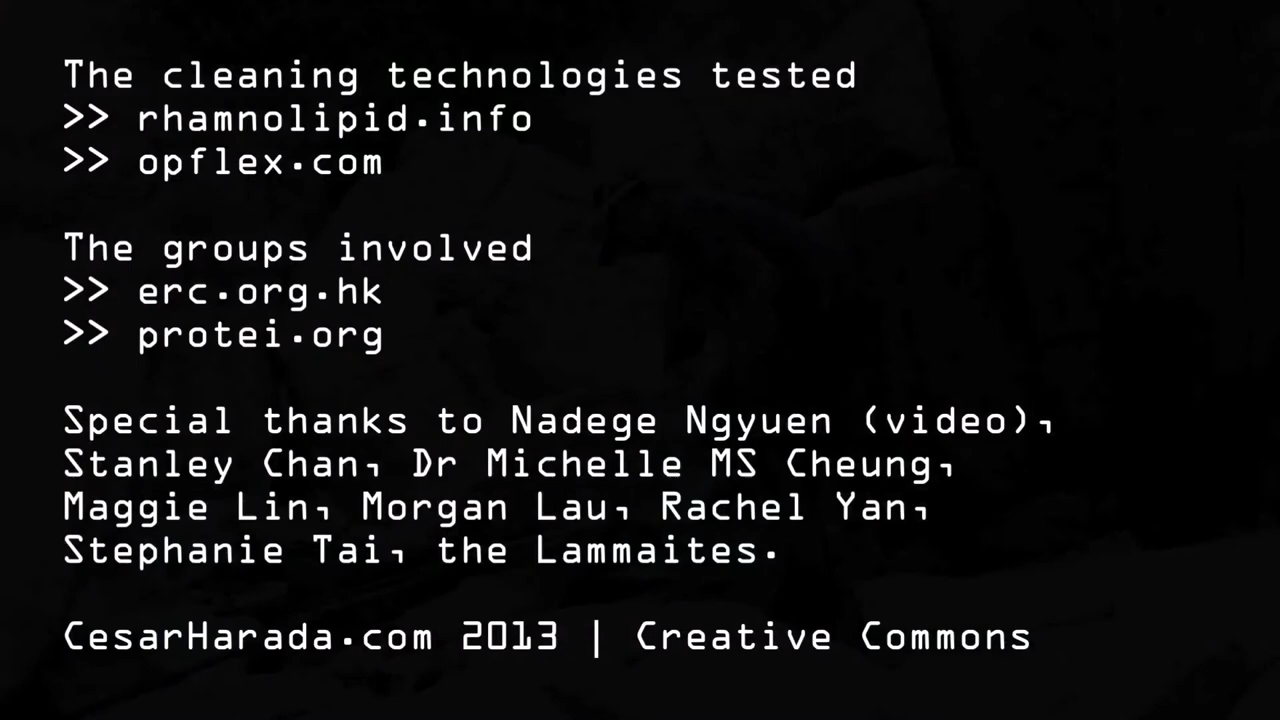 The cleaning technologies tested
>> rhamnolipid.info
>> opflex.com
The groups involved
>> erc.org.hk
>> protei.org
Special thanks to Nadege Ngyuen (video),
Stanley Chan, Dr Michelle MS Cheung,
Maggie Lin, Morgan Lau, Rachel Yan,
Stephanie Tai, the Lammaites.
CesarHarada.com 2013 | Creative Commons